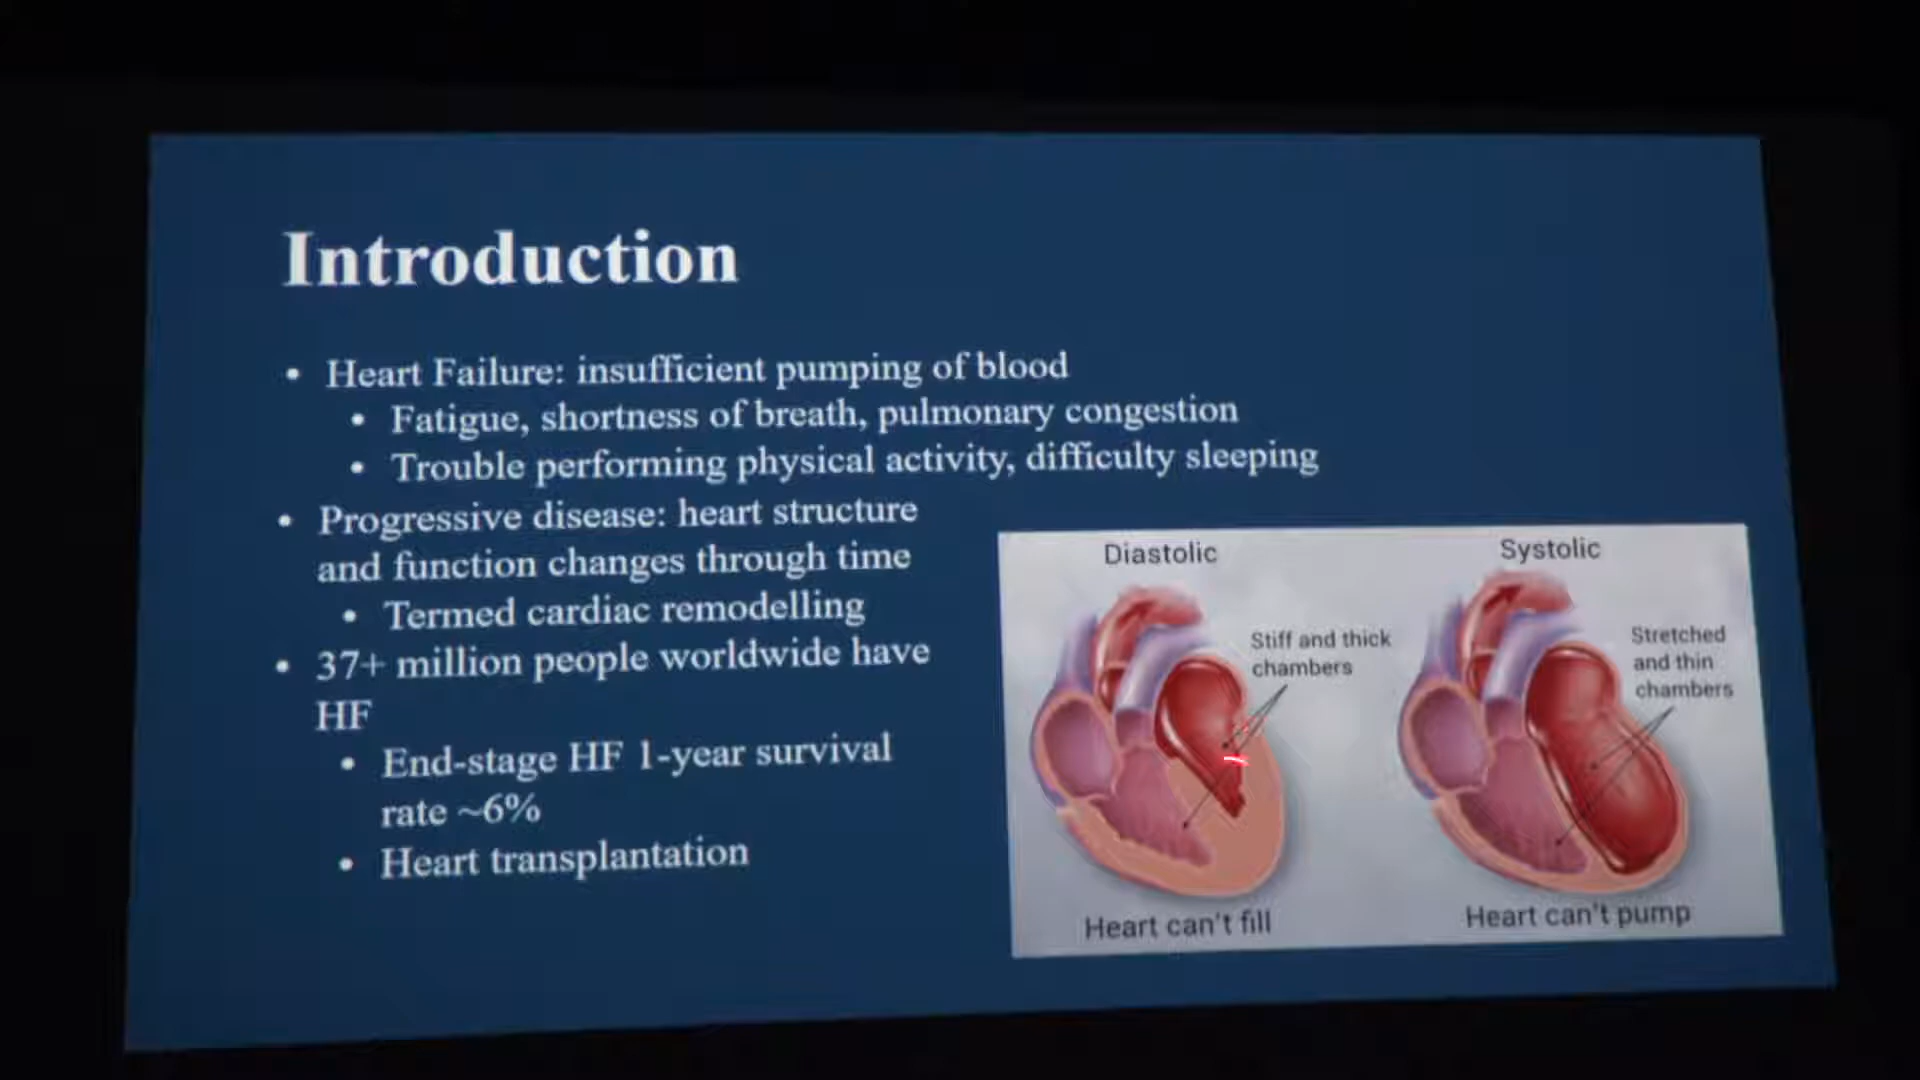 Introduction
• Heart Failure: insufficient pumping of blood
• Fatigue, shortness of breath, pulmonary congestion
• Trouble performing physical activity, difficulty sleeping
• Progressive disease: heart structure
and function changes through time
• Termed cardiac remodelling
• 37+ million people worldwide have
HF
• End-stage HF 1-year survival
rate ~6%
• Heart transplantation
Diastolic
Stiff and thick
chambers
Heart can't fill
Systolic
Stretched
and thin
chambers
Heart can't pump